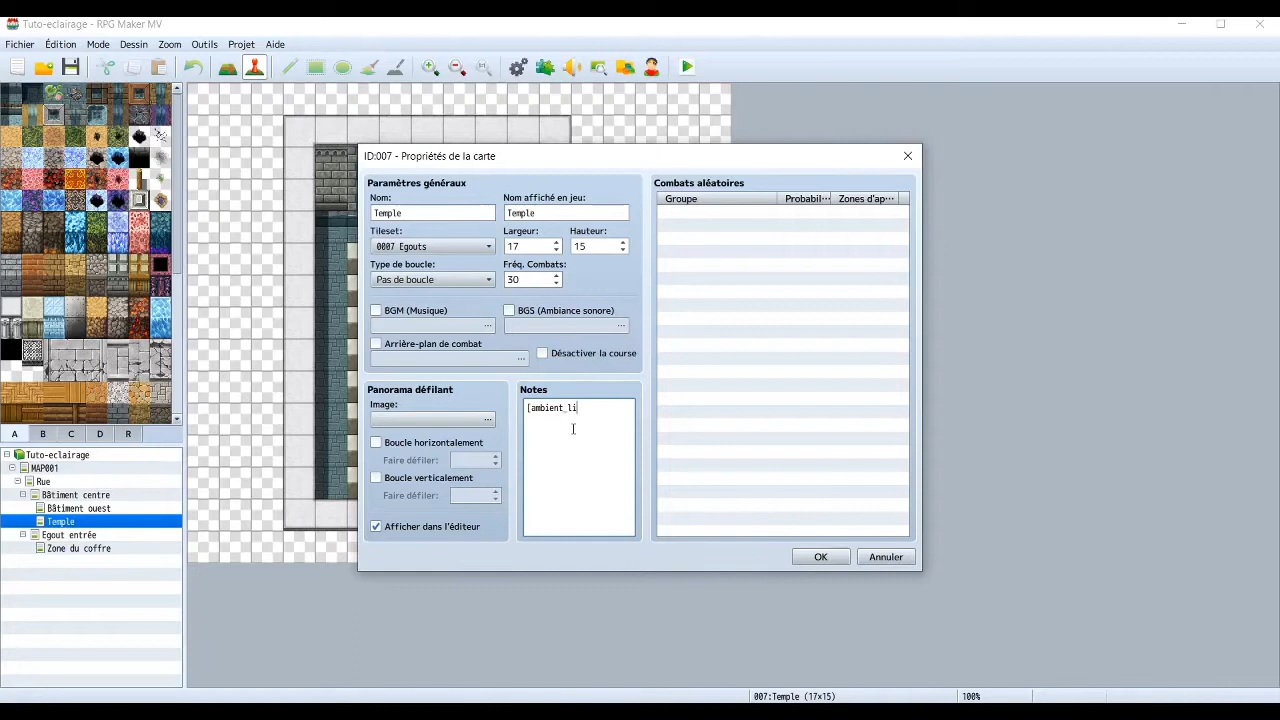 Tuto-eclairage - RPG Maker MV
Fichier Édition Mode Dessin Zoom Outils Projet Aide
ID:007 - Propriétés de la carte
Paramètres généraux
Nom: Nom affiché en jeu:
Temple Temple
Tileset: Largeur: Hauteur:
0007 Egouts 17 15
Type de boucle: Fréq. Combats:
Pas de boucle 30
BGM (Musique) BGS (Ambiance sonore)
Arrière-plan de combat
Désactiver la course
Panorama défilant
Image:
Boucle horizontalement
Faire défiler:
Boucle verticalement
Faire défiler:
Afficher dans l'éditeur
Notes
[ambient_li
Combats aléatoires
Groupe Probabil··· Zones d'ap···
OK Annuler
A B C D R
Tuto-eclairage
MAP001
Rue
Bâtiment centre
Bâtiment ouest
Temple
Egout entrée
Zone du coffre
007:Temple (17×15) 100%